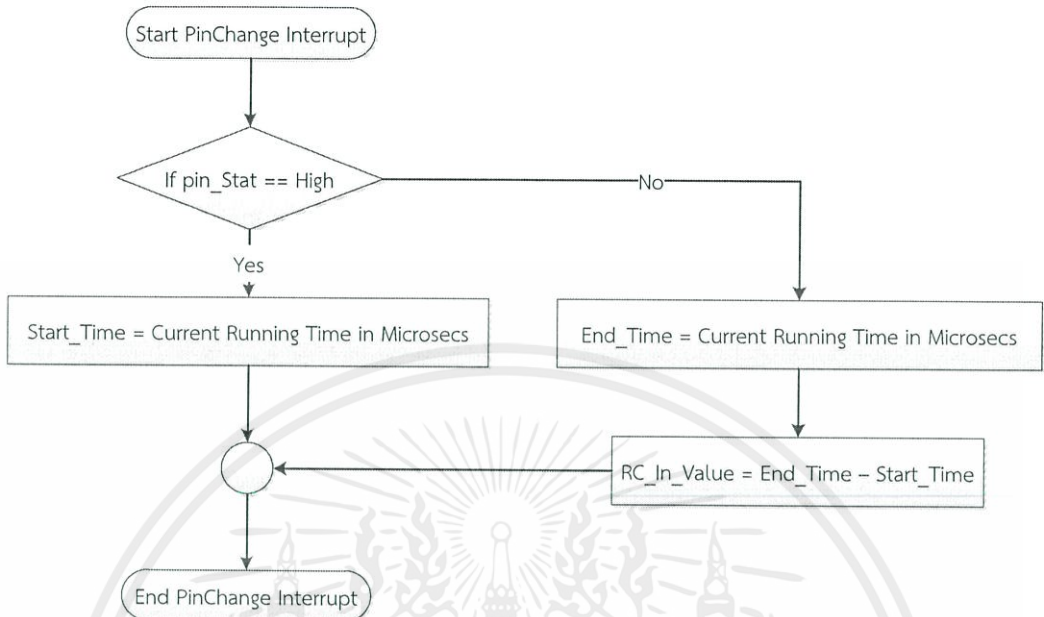 Start PinChange Interrupt
If pin_Stat == High
No
Yes
Start_Time = Current Running Time in Microsecs
End_Time = Current Running Time in Microsecs
RC_In_Value = End_Time – Start_Time
End PinChange Interrupt